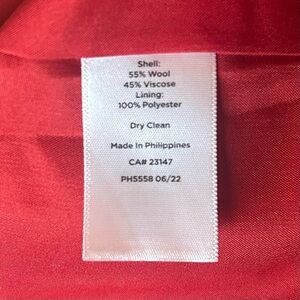 Shell:
55% Wool
45% Viscose
Lining:
100% Polyester
Dry Clean
Made In Philippines
CA# 23147
PH5558 06/22